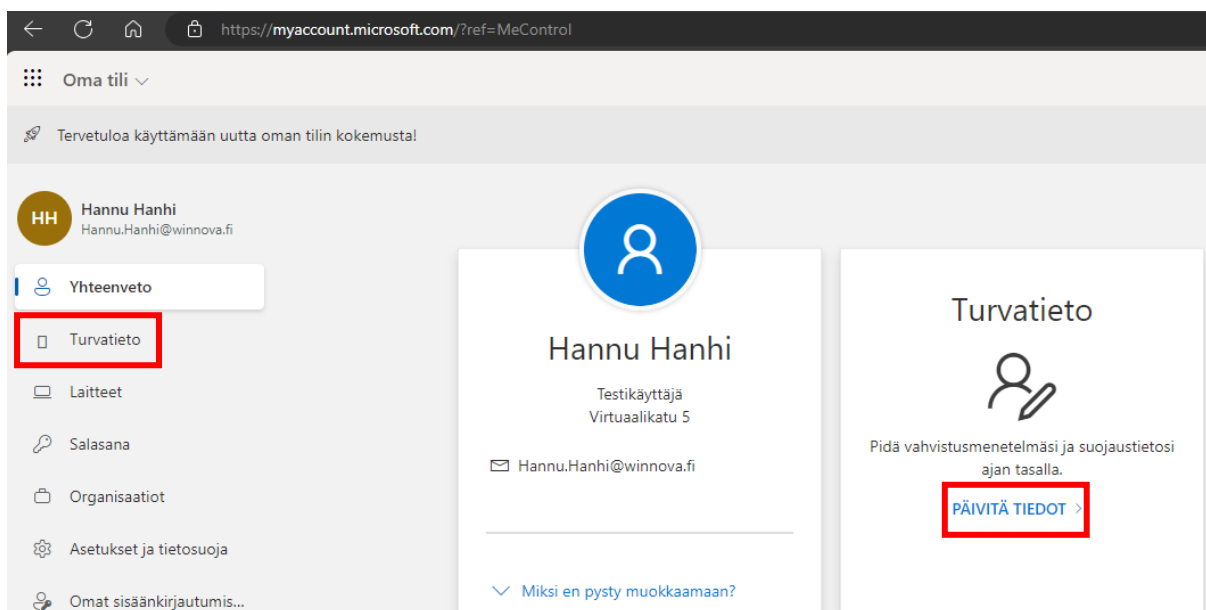 https://myaccount.microsoft.com/?ref=MeControl
Oma tili
Tervetuloa käyttämään uutta oman tilin kokemusta!
HH
Hannu Hanhi
Hannu.Hanhi@winnova.fi
Yhteenveto
Turvatieto
Laitteet
Salasana
Organisaatiot
Asetukset ja tietosuoja
Omat sisäänkirjautumis...
Hannu Hanhi
Testikäyttäjä
Virtuaalikatu 5
Hannu.Hanhi@winnova.fi
Miksi en pysty muokkaamaan?
Turvatieto
Pidä vahvistusmenetelmäsi ja suojaustietosi
ajan tasalla.
PÄIVITÄ TIEDOT